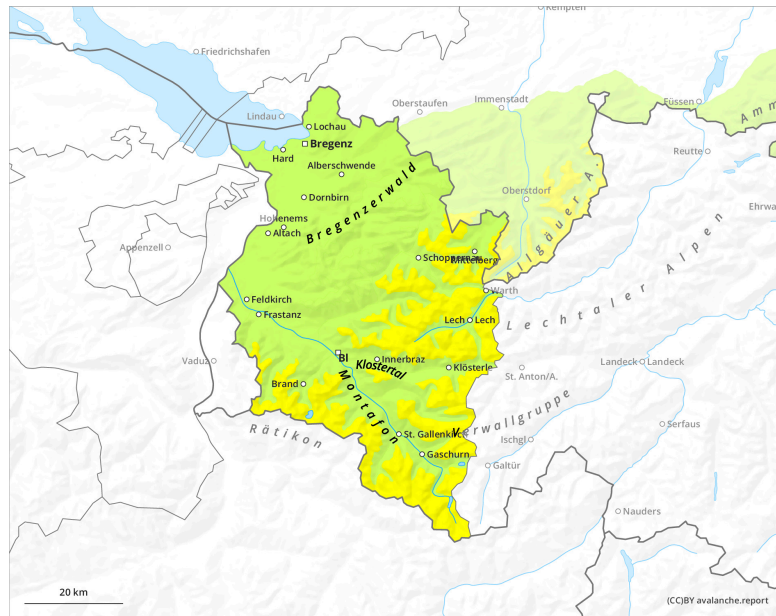 Kempten
Friedrichshafen
Immenstadt
Oberstaufen
Füssen
Lindau
Lochau
Amm
Bregenz
Hard
Reutte
Alberschwende
Oberstdorf
Dornbirn
Ehrwa
Bregenzerwald
Hohenems
Altach
Appenzell
Allgäuer A.
Schoppernau
Mittelberg
Warth
Lechtaler Alpen
Feldkirch
Frastanz
Lech
Lech
Vaduz
Bl
Innerbraz
Klostertal
Klösterle
St. Anton/A.
Landeck
Landeck
Brand
Montafon
Verwallgruppe
Serfaus
Rätikon
St. Gallenkirch
Ischgl
Gaschurn
Galtür
Nauders
20 km
(CC)BY avalanche.report